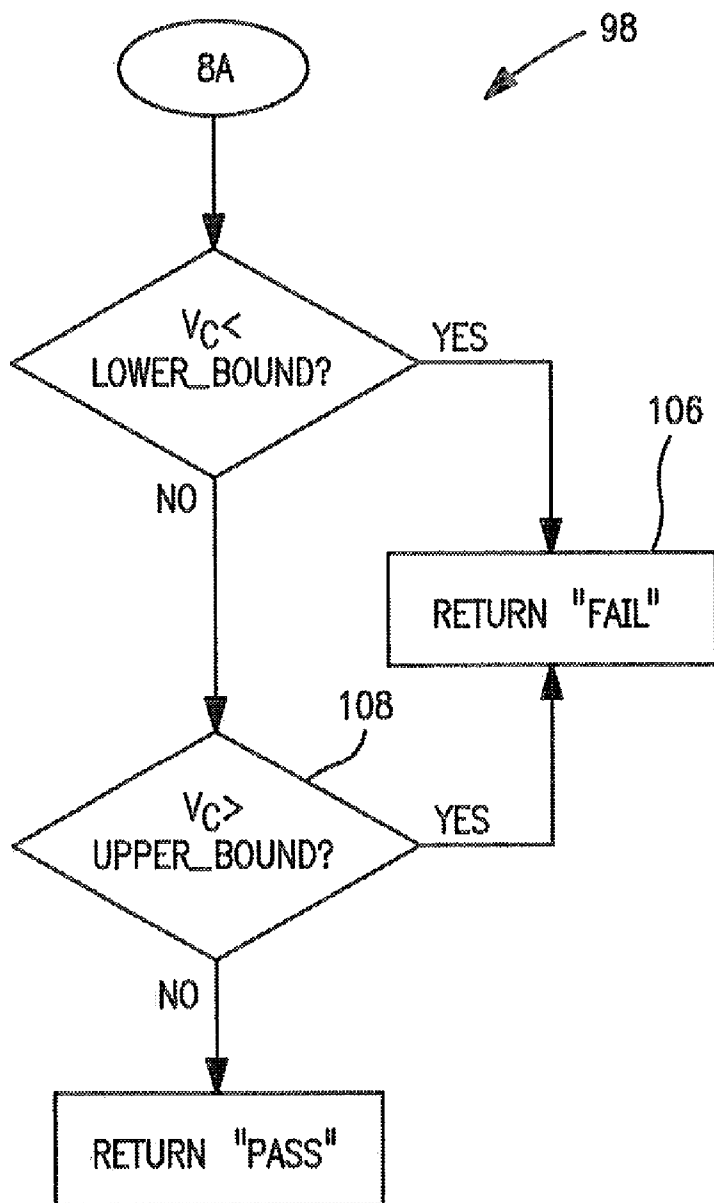 8A
98
VC<
LOWER_BOUND?
YES
NO
106
RETURN "FAIL"
108
VC>
UPPER_BOUND?
YES
NO
RETURN "PASS"